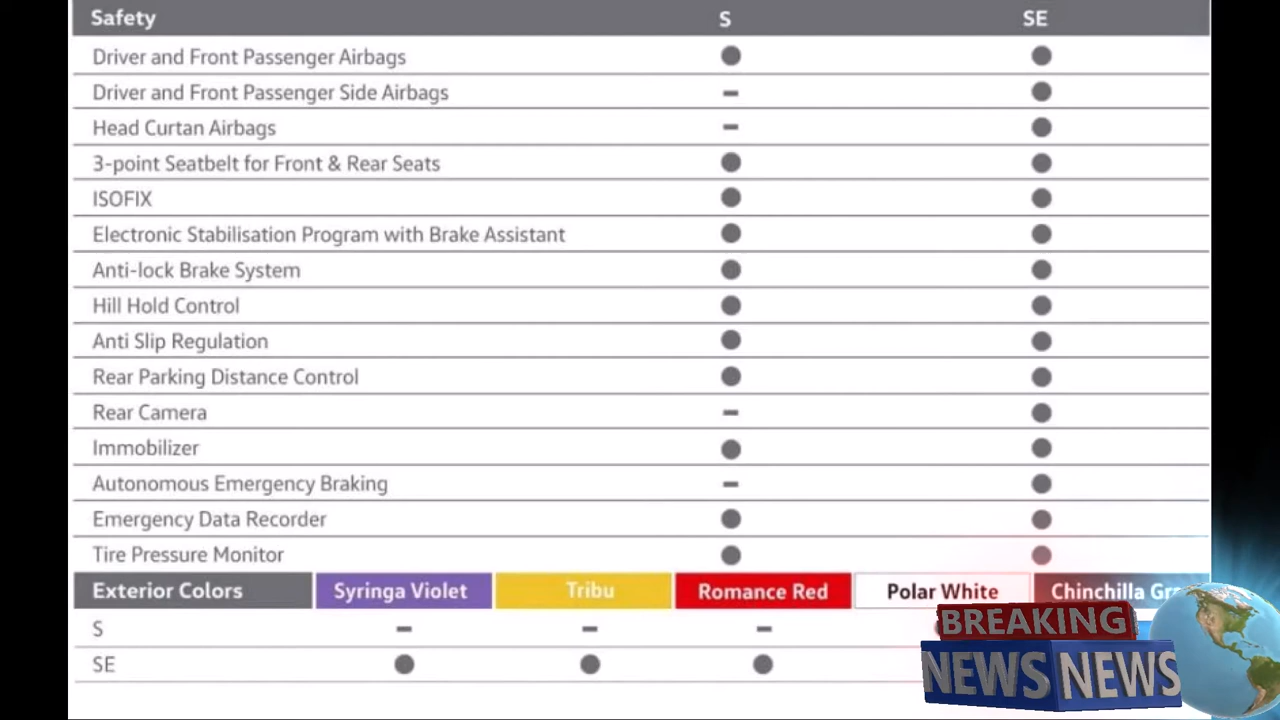 Safety S SE
Driver and Front Passenger Airbags
Driver and Front Passenger Side Airbags
Head Curtan Airbags
3-point Seatbelt for Front & Rear Seats
ISOFIX
Electronic Stabilisation Program with Brake Assistant
Anti-lock Brake System
Hill Hold Control
Anti Slip Regulation
Rear Parking Distance Control
Rear Camera
Immobilizer
Autonomous Emergency Braking
Emergency Data Recorder
Tire Pressure Monitor
Exterior Colors Syringa Violet Tribu Romance Red Polar White Chinchilla
S
SE
BREAKING
NEWS NEWS